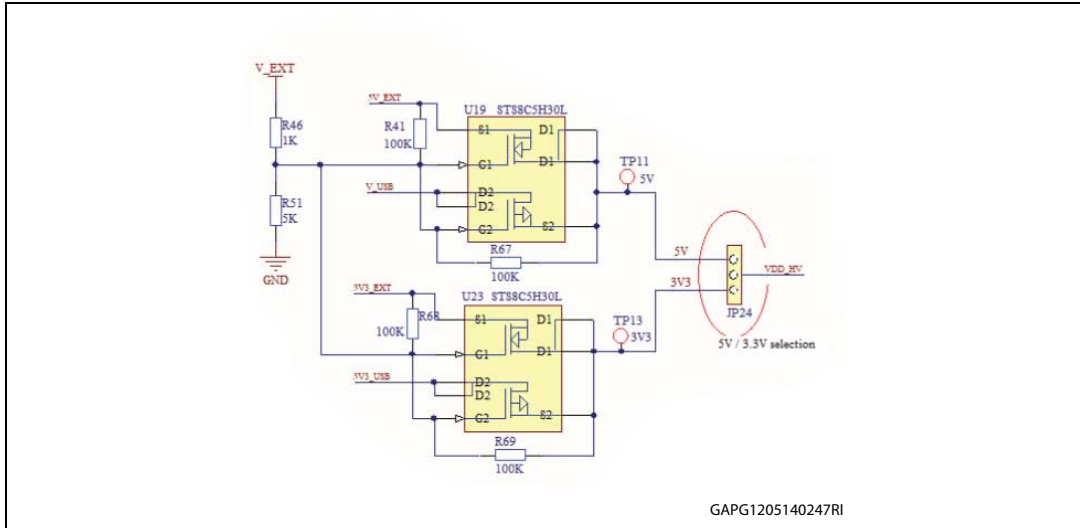 V_EXT
R46
1K
R51
5K
GND
5V_EXT
R41
100K
U19 STS8C5H30L
S1
D1
G1
D1
V_USB
D2
D2
G2
S2
R67
100K
TP11
5V
3V3_EXT
R68
100K
U23 STS8C5H30L
S1
D1
G1
D1
3V3_USB
D2
D2
G2
S2
R69
100K
TP13
3V3
5V
3V3
VDD_HV
JP24
5V / 3.3V selection
GAPG1205140247RI